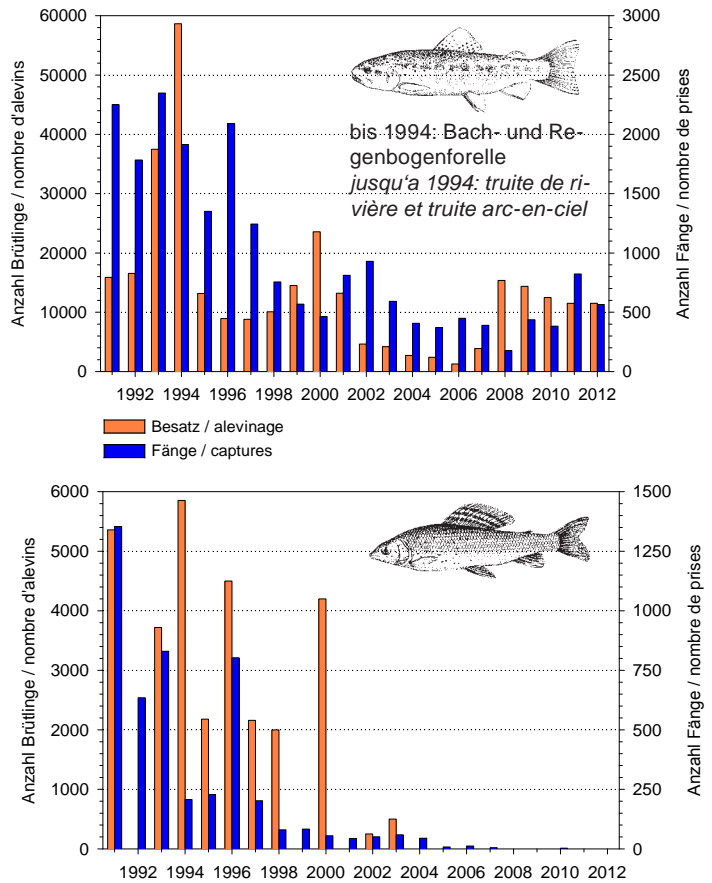 60000
50000
40000
30000
20000
10000
0
Anzahl Brütlinge / nombre d'alevins
3000
2500
2000
1500
1000
500
0
Anzahl Fänge / nombre de prises
bis 1994: Bach- und Re-
genbogenforelle
jusqu'a 1994: truite de ri-
vière et truite arc-en-ciel
1992 1994 1996 1998 2000 2002 2004 2006 2008 2010 2012
Besatz / alevinage
Fänge / captures
6000
5000
4000
3000
2000
1000
0
Anzahl Brütlinge / nombre d'alevins
1500
1250
1000
750
500
250
0
Anzahl Fänge / nombre de prises
1992 1994 1996 1998 2000 2002 2004 2006 2008 2010 2012